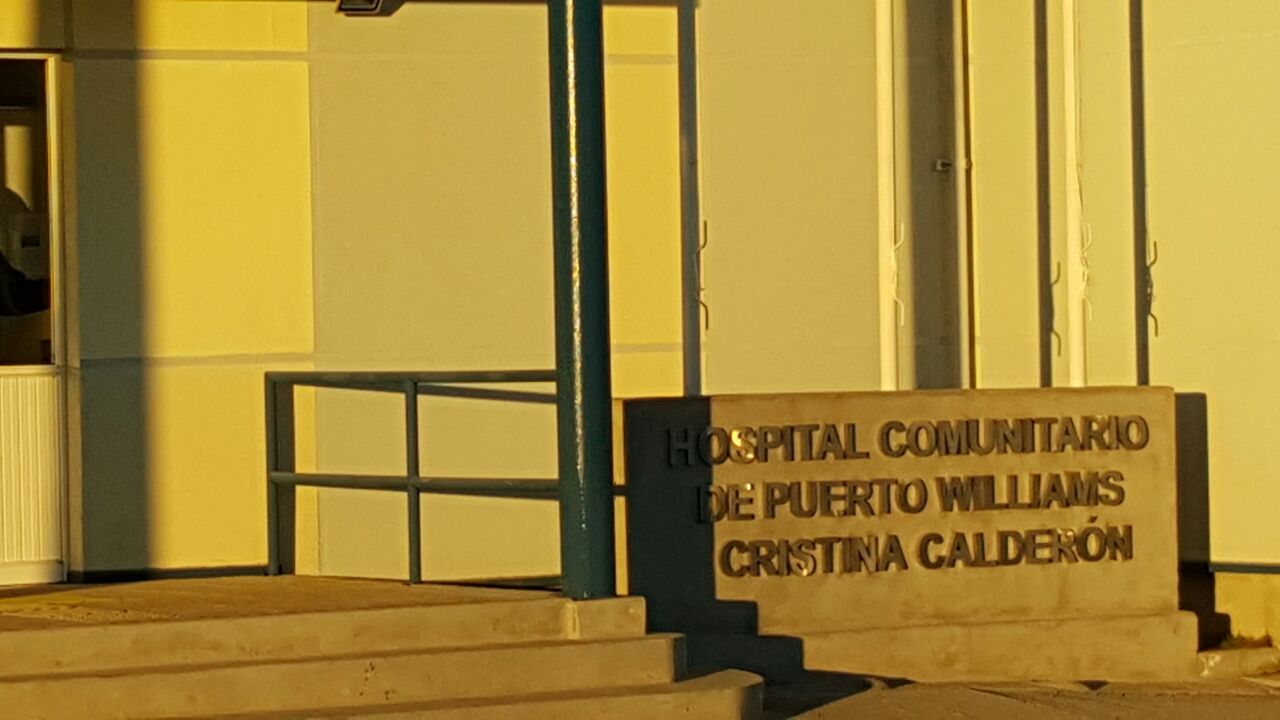 HOSPITAL COMUNITARIO
DE PUERTO WILLIAMS
CRISTINA CALDERÓN